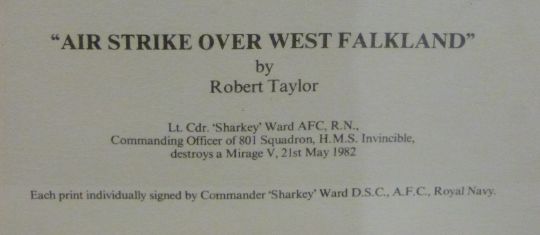 “AIR STRIKE OVER WEST FALKLAND”
by
Robert Taylor
Lt. Cdr. ‘Sharkey’ Ward AFC, R.N.,
Commanding Officer of 801 Squadron, H.M.S. Invincible,
destroys a Mirage V, 21st May 1982
Each print individually signed by Commander ‘Sharkey’ Ward D.S.C., A.F.C., Royal Navy.